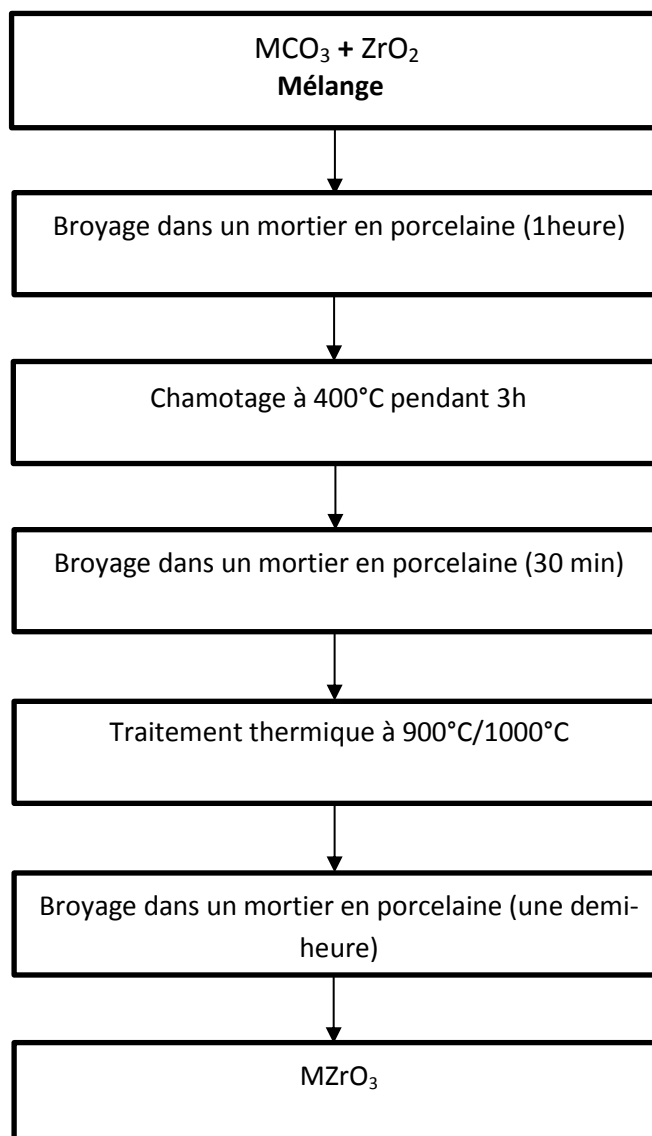 MCO₃ + ZrO₂
Mélange
Broyage dans un mortier en porcelaine (1heure)
Chamotage à 400°C pendant 3h
Broyage dans un mortier en porcelaine (30 min)
Traitement thermique à 900°C/1000°C
Broyage dans un mortier en porcelaine (une demi-
heure)
MZrO₃